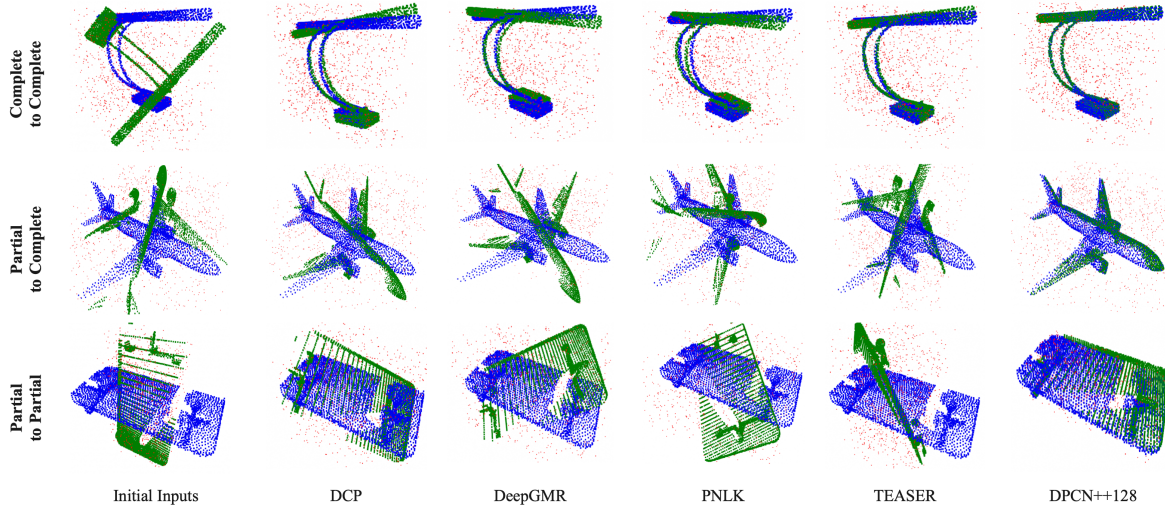 Complete
to Complete
Partial
to Complete
Partial
to Partial
Initial Inputs DCP DeepGMR PNLK TEASER DPCN++128